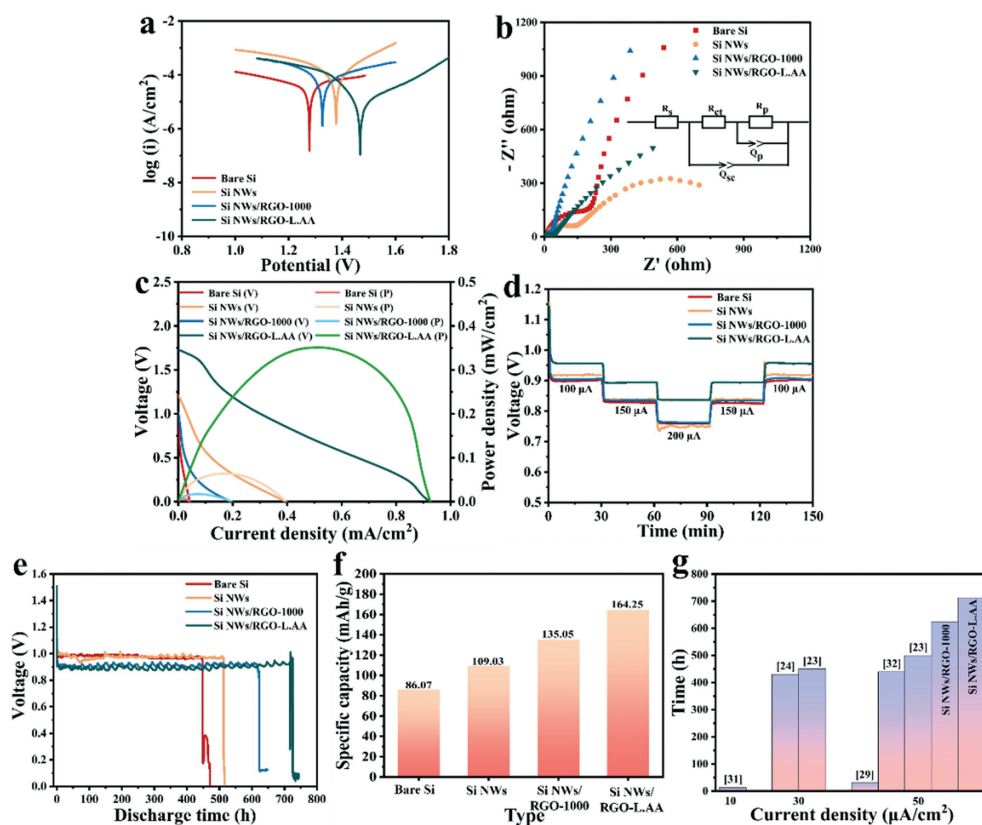 a
-2
-4
-6
-8
-10
log (i) (A/cm²)
Bare Si
Si NWs
Si NWs/RGO-1000
Si NWs/RGO-L.AA
0.8 1.0 1.2 1.4 1.6 1.8
Potential (V)
b
1200
900
600
300
0
- Z'' (ohm)
Bare Si
Si NWs
Si NWs/RGO-1000
Si NWs/RGO-L.AA
Rs Rct Rp
Qp
Qsc
0 300 600 900 1200
Z' (ohm)
c
2.5
2.0
1.5
1.0
0.5
0.0
Voltage (V)
Bare Si (V) Bare Si (P)
Si NWs (V) Si NWs (P)
Si NWs/RGO-1000 (V) Si NWs/RGO-1000 (P)
Si NWs/RGO-L.AA (V) Si NWs/RGO-L.AA (P)
0.5
0.4
0.3
0.2
0.1
0.0
Power density (mW/cm²)
0.0 0.2 0.4 0.6 0.8 1.0
Current density (mA/cm²)
d
1.2
1.1
1.0
0.9
0.8
0.7
0.6
0.5
Voltage (V)
Bare Si
Si NWs
Si NWs/RGO-1000
Si NWs/RGO-L.AA
100 μA 100 μA
150 μA 150 μA
200 μA
0 30 60 90 120 150
Time (min)
e
1.6
1.4
1.2
1.0
0.8
0.6
0.4
0.2
0.0
Voltage (V)
Bare Si
Si NWs
Si NWs/RGO-1000
Si NWs/RGO-L.AA
0 100 200 300 400 500 600 700 800
Discharge time (h)
f
200
180
160
140
120
100
80
60
40
20
0
Specific capacity (mAh/g)
86.07
109.03
135.05
164.25
Bare Si Si NWs Si NWs/ Si NWs/
RGO-1000 RGO-L.AA
Type
g
800
700
600
500
400
300
200
100
0
Time (h)
[31]
[24] [23]
[29]
[32] [23]
Si NWs/RGO-1000
Si NWs/RGO-L.AA
10 30 50
Current density (μA/cm²)